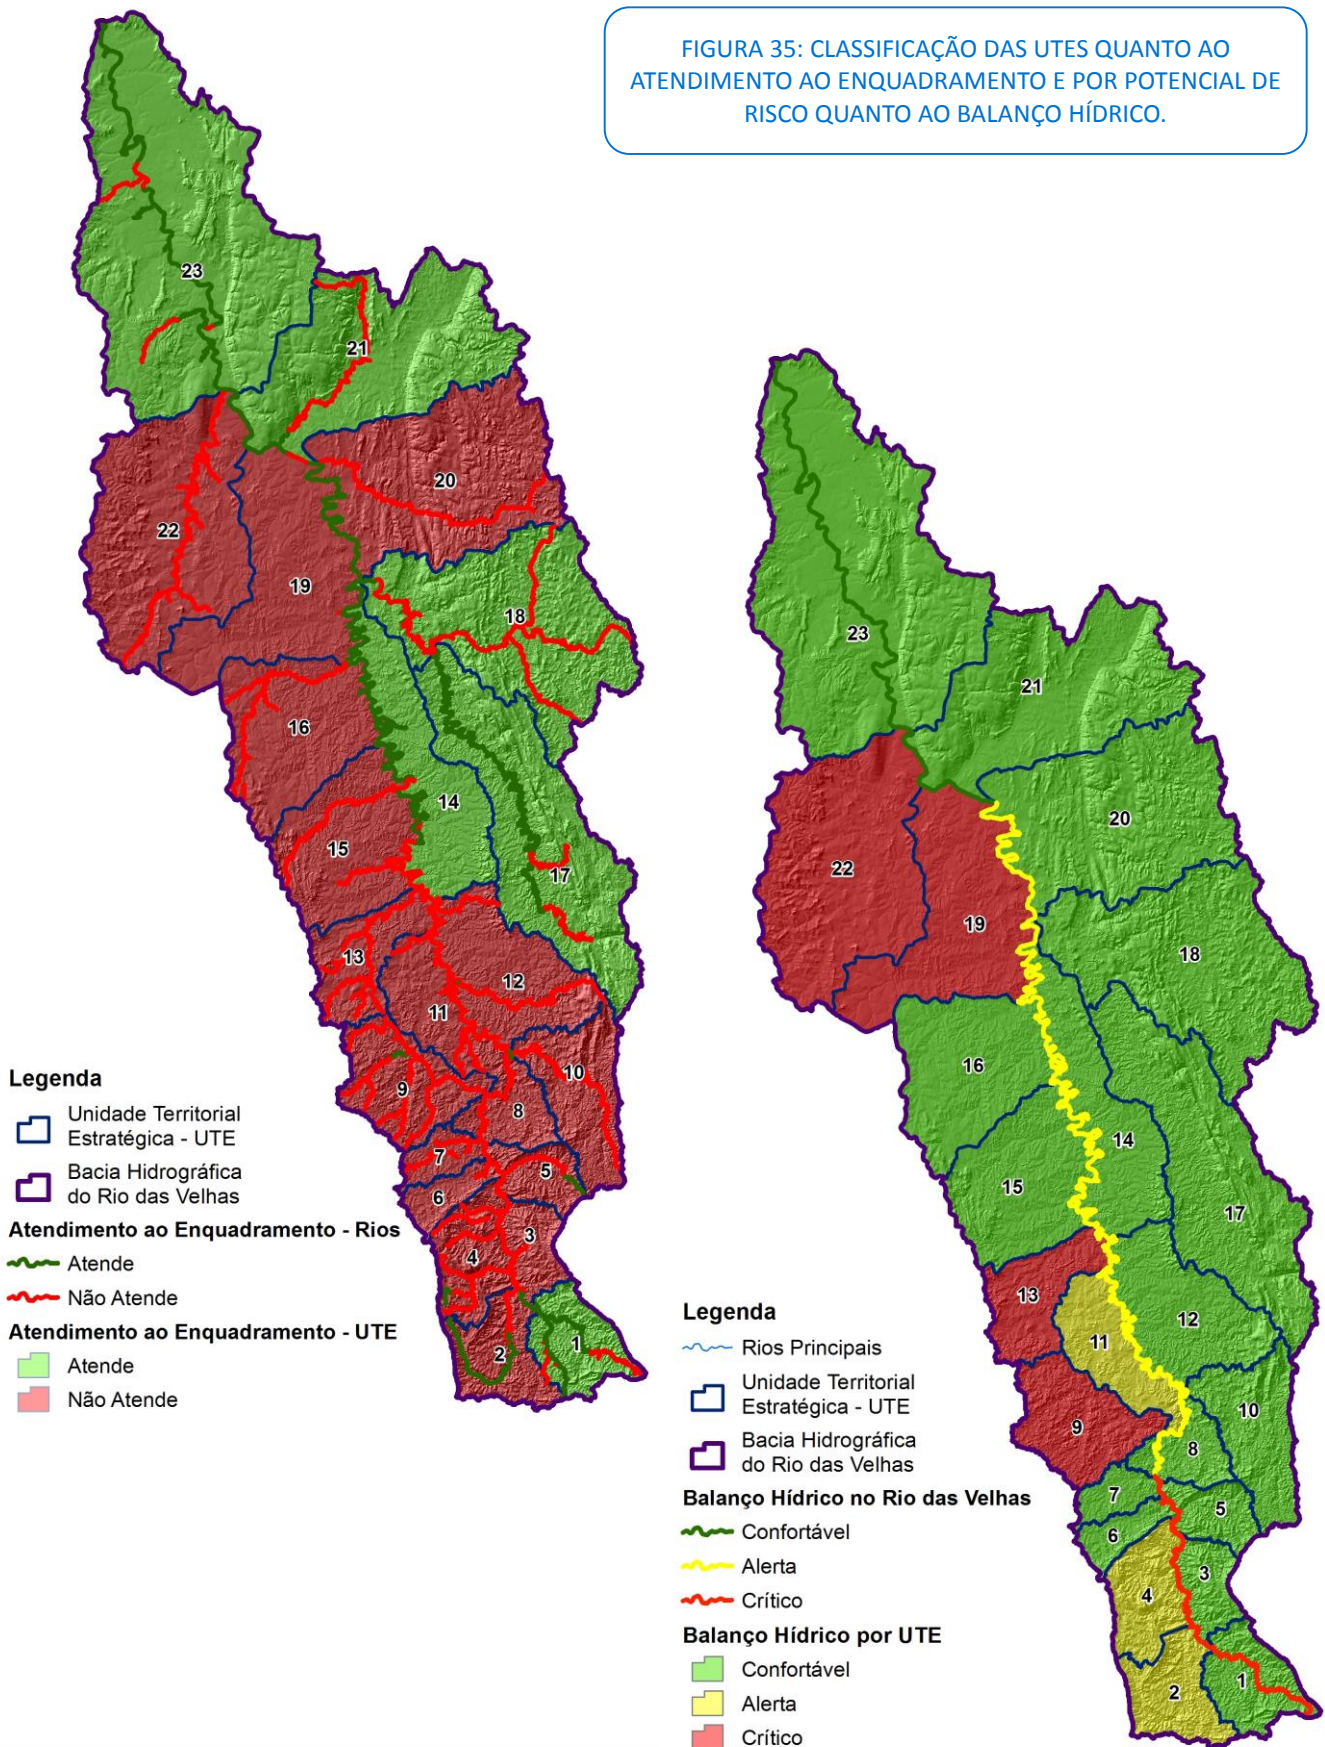 FIGURA 35: CLASSIFICAÇÃO DAS UTES QUANTO AO
ATENDIMENTO AO ENQUADRAMENTO E POR POTENCIAL DE
RISCO QUANTO AO BALANÇO HÍDRICO.
23
21
20
22
19
18
16
14
15
17
13
12
11
10
9
8
7
5
6
3
4
1
2
Legenda
Unidade Territorial
Estratégica - UTE
Bacia Hidrográfica
do Rio das Velhas
Atendimento ao Enquadramento - Rios
Atende
Não Atende
Atendimento ao Enquadramento - UTE
Atende
Não Atende
23
21
20
22
19
18
16
14
15
17
13
12
11
10
9
8
7
5
6
3
4
1
2
Legenda
Rios Principais
Unidade Territorial
Estratégica - UTE
Bacia Hidrográfica
do Rio das Velhas
Balanço Hídrico no Rio das Velhas
Confortável
Alerta
Crítico
Balanço Hídrico por UTE
Confortável
Alerta
Crítico